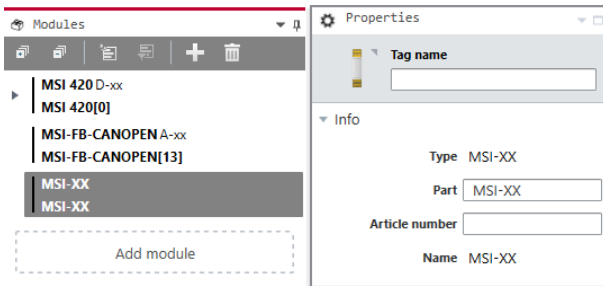 Modules
MSI 420 D-xx
MSI 420[0]
MSI-FB-CANOPEN A-xx
MSI-FB-CANOPEN[13]
MSI-XX
MSI-XX
Add module
Properties
Tag name
Info
Type MSI-XX
Part MSI-XX
Article number
Name MSI-XX